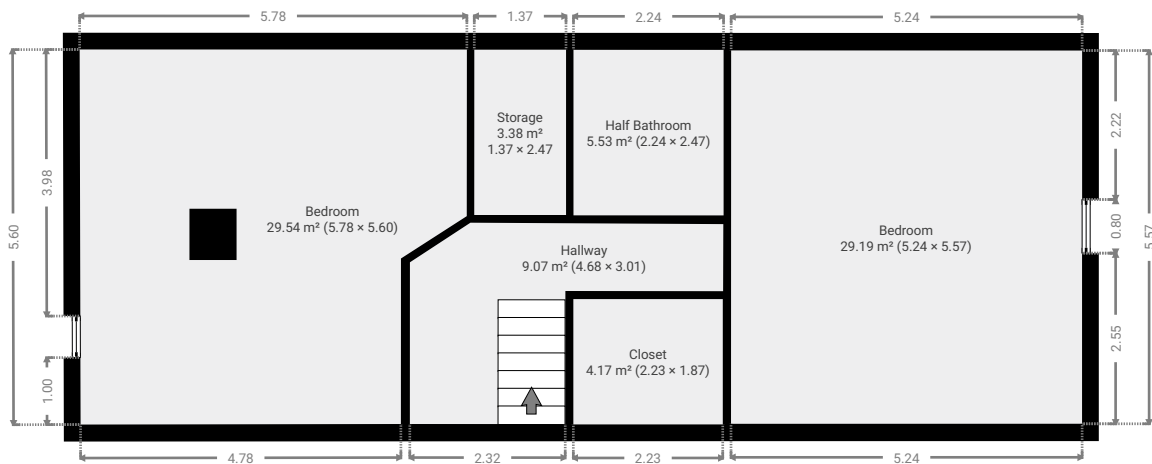 5.78
1.37
2.24
5.24
3.98
5.60
1.00
2.22
0.80
5.57
2.55
Storage
3.38 m²
1.37 × 2.47
Half Bathroom
5.53 m² (2.24 × 2.47)
Bedroom
29.54 m² (5.78 × 5.60)
Bedroom
29.19 m² (5.24 × 5.57)
Hallway
9.07 m² (4.68 × 3.01)
Closet
4.17 m² (2.23 × 1.87)
4.78
2.32
2.23
5.24